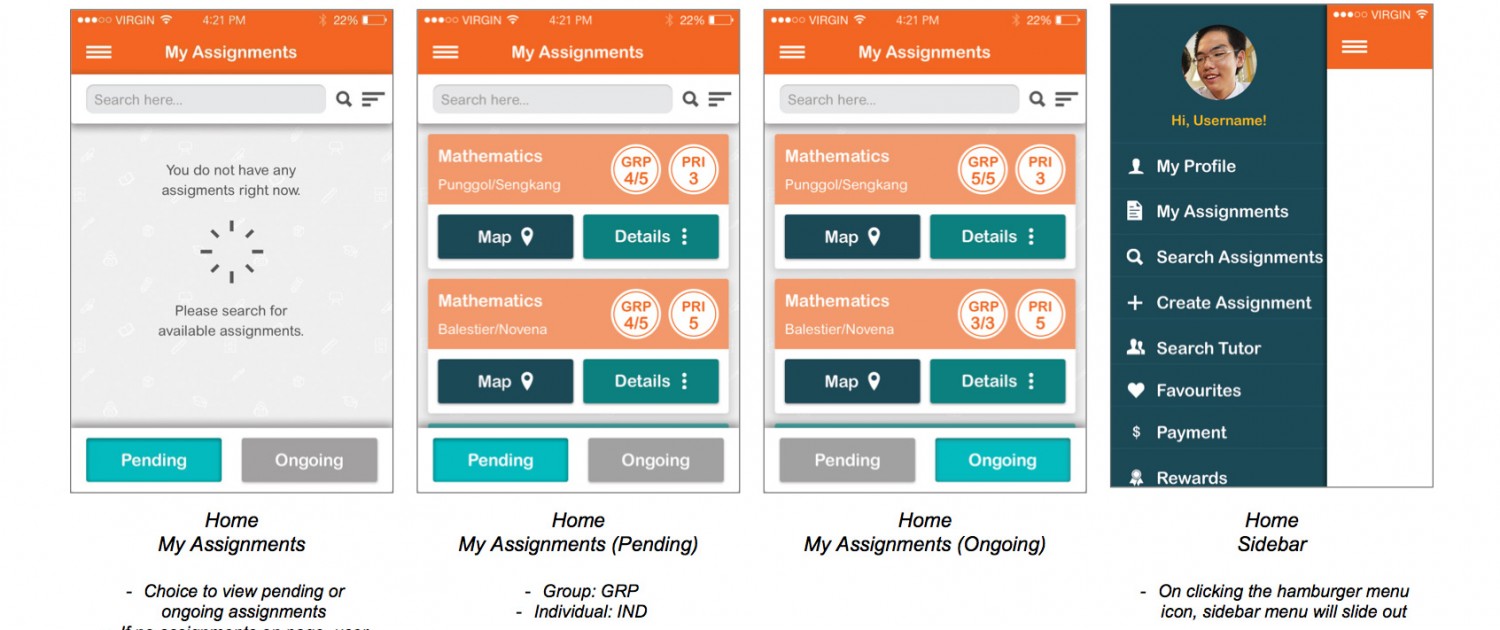 VIRGIN 4:21 PM 22%
My Assignments
Search here...
You do not have any
assigments right now.
Please search for
available assignments.
Pending Ongoing
Home
My Assignments
- Choice to view pending or
ongoing assignments
- If no assignments on page, user
VIRGIN 4:21 PM 22%
My Assignments
Search here...
Mathematics
Punggol/Sengkang
GRP
4/5
PRI
3
Map Details
Mathematics
Balestier/Novena
GRP
4/5
PRI
5
Map Details
Pending Ongoing
Home
My Assignments (Pending)
- Group: GRP
- Individual: IND
VIRGIN 4:21 PM 22%
My Assignments
Search here...
Mathematics
Punggol/Sengkang
GRP
5/5
PRI
3
Map Details
Mathematics
Balestier/Novena
GRP
3/3
PRI
5
Map Details
Pending Ongoing
Home
My Assignments (Ongoing)
VIRGIN
Hi, Username!
My Profile
My Assignments
Search Assignments
Create Assignment
Search Tutor
Favourites
$ Payment
Rewards
Home
Sidebar
- On clicking the hamburger menu
icon, sidebar menu will slide out